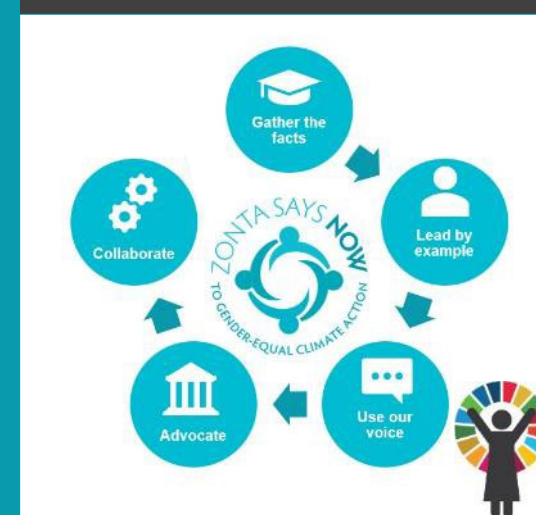 Gather the
facts
Lead by
example
Use our
voice
Advocate
Collaborate
ZONTA SAYS NOW
TO GENDER-EQUAL CLIMATE ACTION